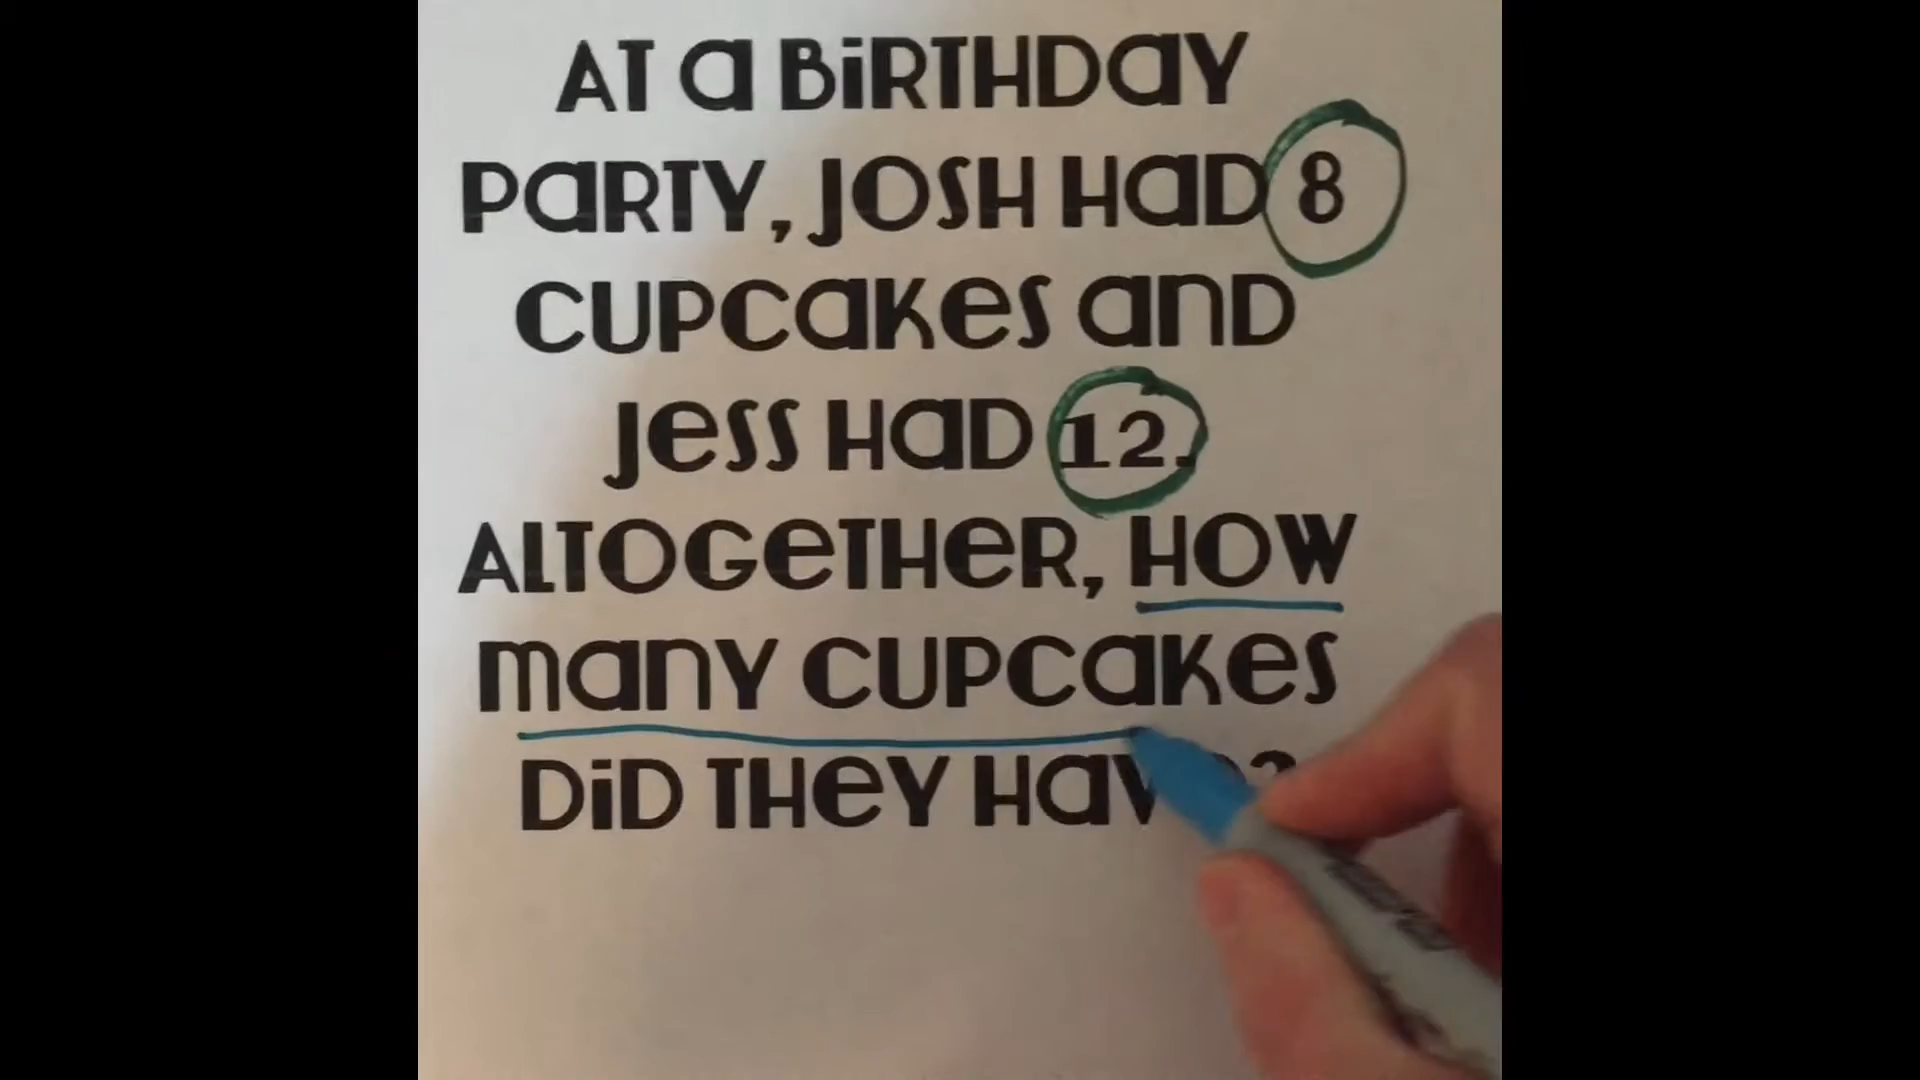 AT a BiRTHDaY
PaRTY, JOSH HaD 8
CUPCaKeS anD
JeSS HaD 12.
ALTOGeTHeR, HOW
manY CUPCaKeS
DiD THeY